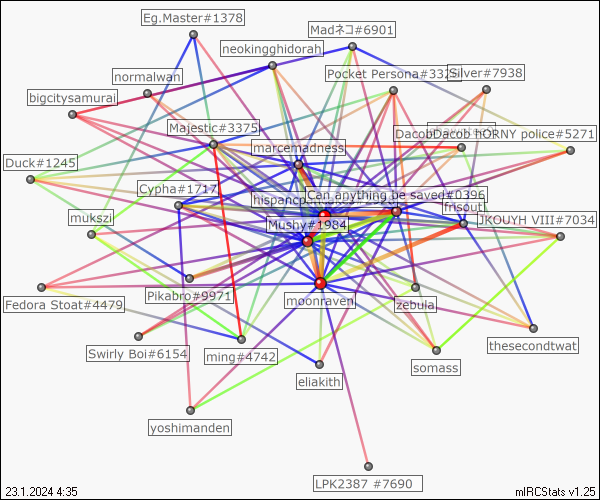 Eg.Master#1378
Madネコ#6901
neokingghidorah
Pocket Persona#332
Silver#7938
normalwan
bigcitysamurai
Majestic#3375
DacobDacob hORNY police#5271
marcemadness
Duck#1245
Cypha#1717
Can anything be saved#0396
hispancp
frisout
mukszi
Mushy#1984
JKOUYH VIII#7034
Pikabro#9971
moonraven
Fedora Stoat#4479
zebula
Swirly Boi#6154
ming#4742
thesecondtwat
eliakith
somass
yoshimanden
LPK2387 #7690
23.1.2024 4:35
mIRCStats v1.25